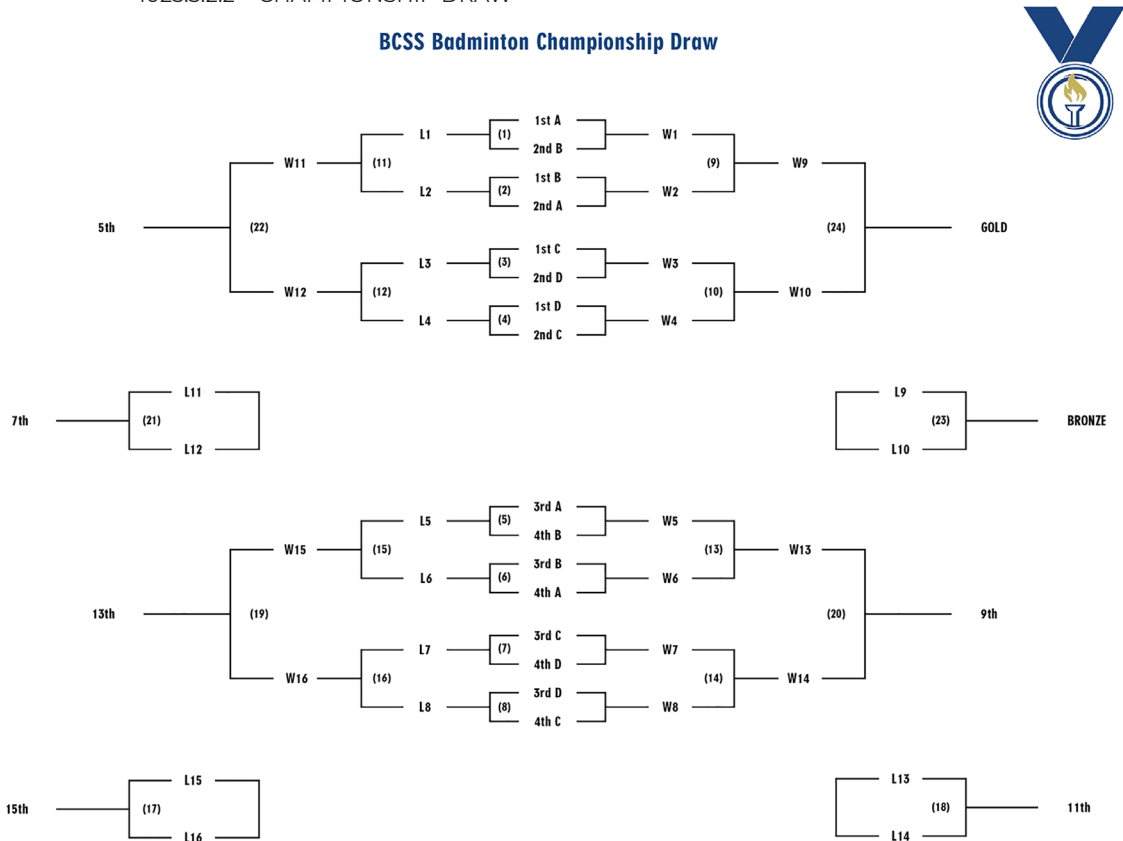 BCSS Badminton Championship Draw
1st A
L1 (1) W1
2nd B
W11 (11) (9) W9
1st B
L2 (2) W2
2nd A
5th (22) (24) GOLD
1st C
L3 (3) W3
2nd D
W12 (12) (10) W10
1st D
L4 (4) W4
2nd C
L11 L9
7th (21) (23) BRONZE
L12 L10
3rd A
L5 (5) W5
4th B
W15 (15) (13) W13
3rd B
L6 (6) W6
4th A
13th (19) (20) 9th
3rd C
L7 (7) W7
4th D
W16 (16) (14) W14
3rd D
L8 (8) W8
4th C
L15 L13
15th (17) (18) 11th
L16 L14